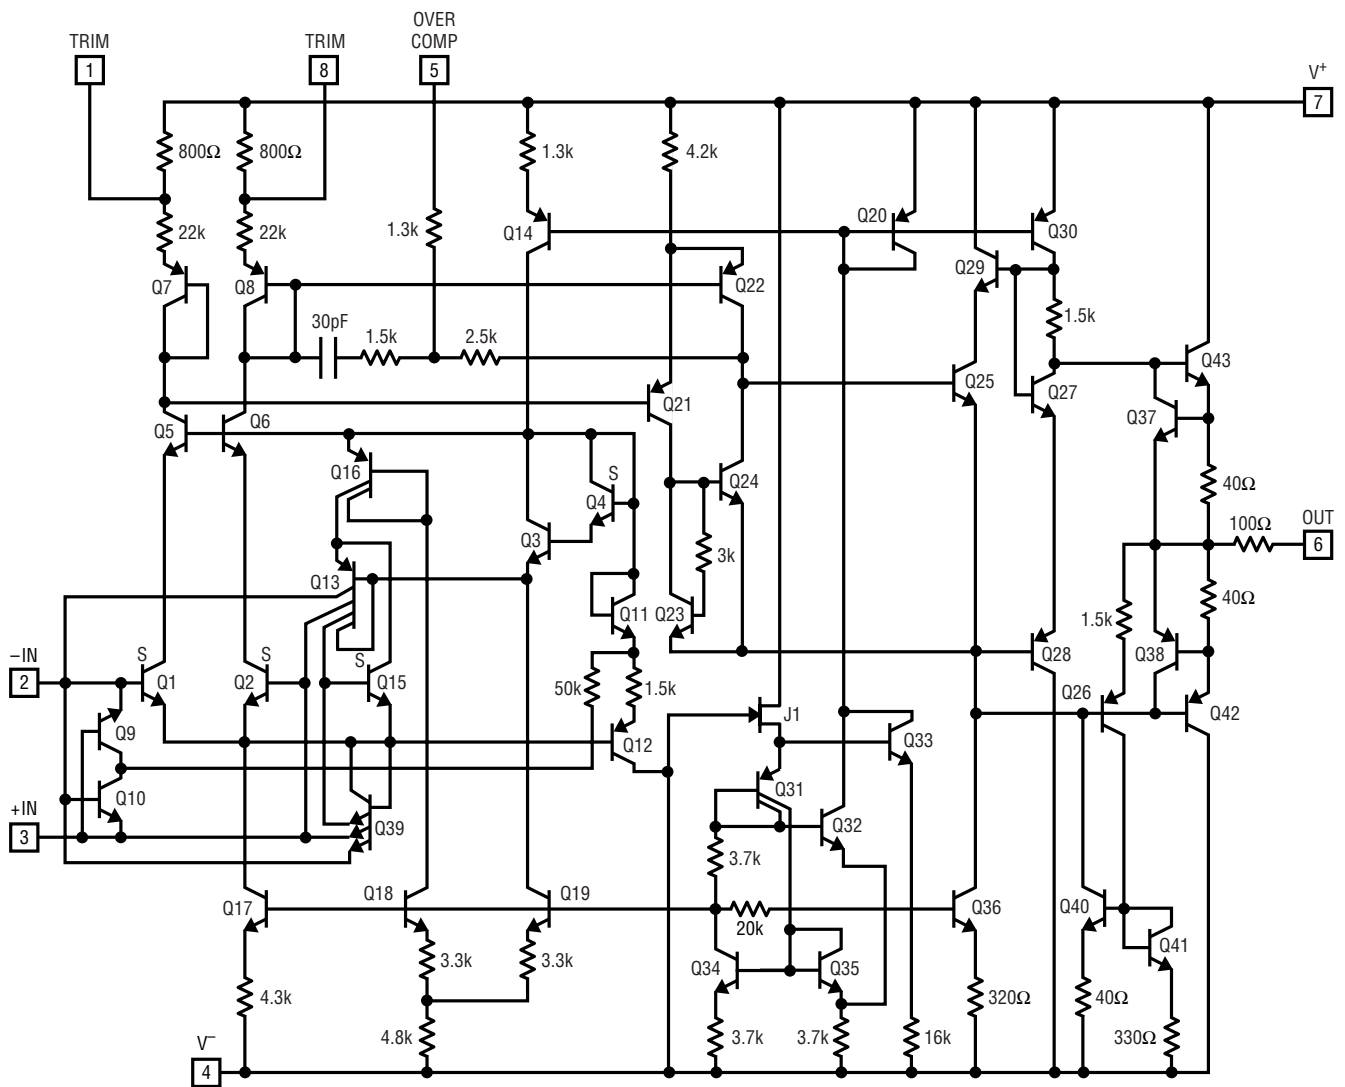 TRIM
1
TRIM
8
OVER
COMP
5
V+
7
800Ω
800Ω
1.3k
4.2k
22k
22k
1.3k
Q14
Q20
Q30
Q7
Q8
Q22
Q29
30pF
1.5k
2.5k
1.5k
Q43
Q21
Q25
Q27
Q37
Q5
Q6
Q16
S
Q4
Q24
40Ω
100Ω
OUT
6
Q3
3k
Q13
Q11
Q23
1.5k
40Ω
–IN
2
S
Q1
S
Q2
S
Q15
50k
1.5k
Q28
Q38
Q26
Q42
J1
Q9
Q12
Q33
Q10
Q31
+IN
3
Q39
Q32
3.7k
Q17
Q18
Q19
20k
Q36
Q40
Q41
3.3k
3.3k
Q34
Q35
4.3k
320Ω
40Ω
4.8k
3.7k
3.7k
16k
330Ω
V–
4